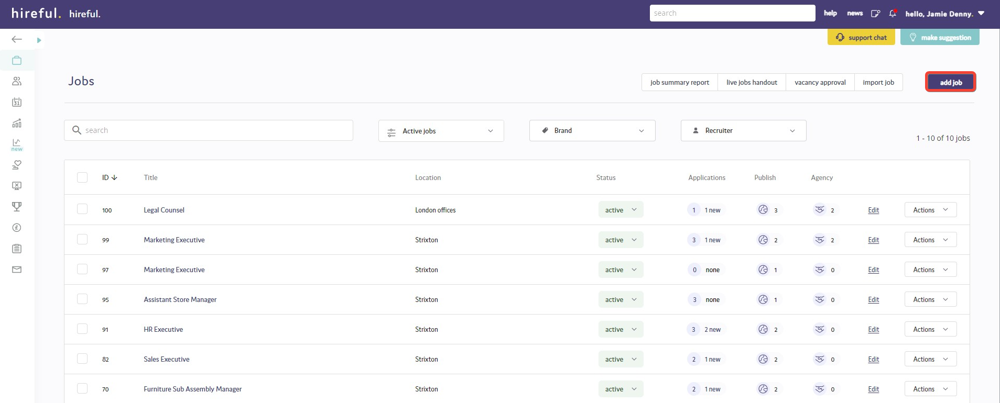 hireful. hireful. search help news hello, Jamie Denny.
support chat make suggestion
Jobs job summary report live jobs handout vacancy approval import job add job
31
new
£
search Active jobs Brand Recruiter
1 - 10 of 10 jobs
ID Title Location Status Applications Publish Agency
100 Legal Counsel London offices active 1 1 new 3 2 Edit Actions
99 Marketing Executive Strixton active 3 1 new 2 2 Edit Actions
97 Marketing Executive Strixton active 0 none 1 0 Edit Actions
95 Assistant Store Manager Strixton active 3 none 1 0 Edit Actions
91 HR Executive Strixton active 3 2 new 2 0 Edit Actions
82 Sales Executive Strixton active 2 1 new 2 0 Edit Actions
70 Furniture Sub Assembly Manager Strixton active 2 1 new 2 0 Edit Actions